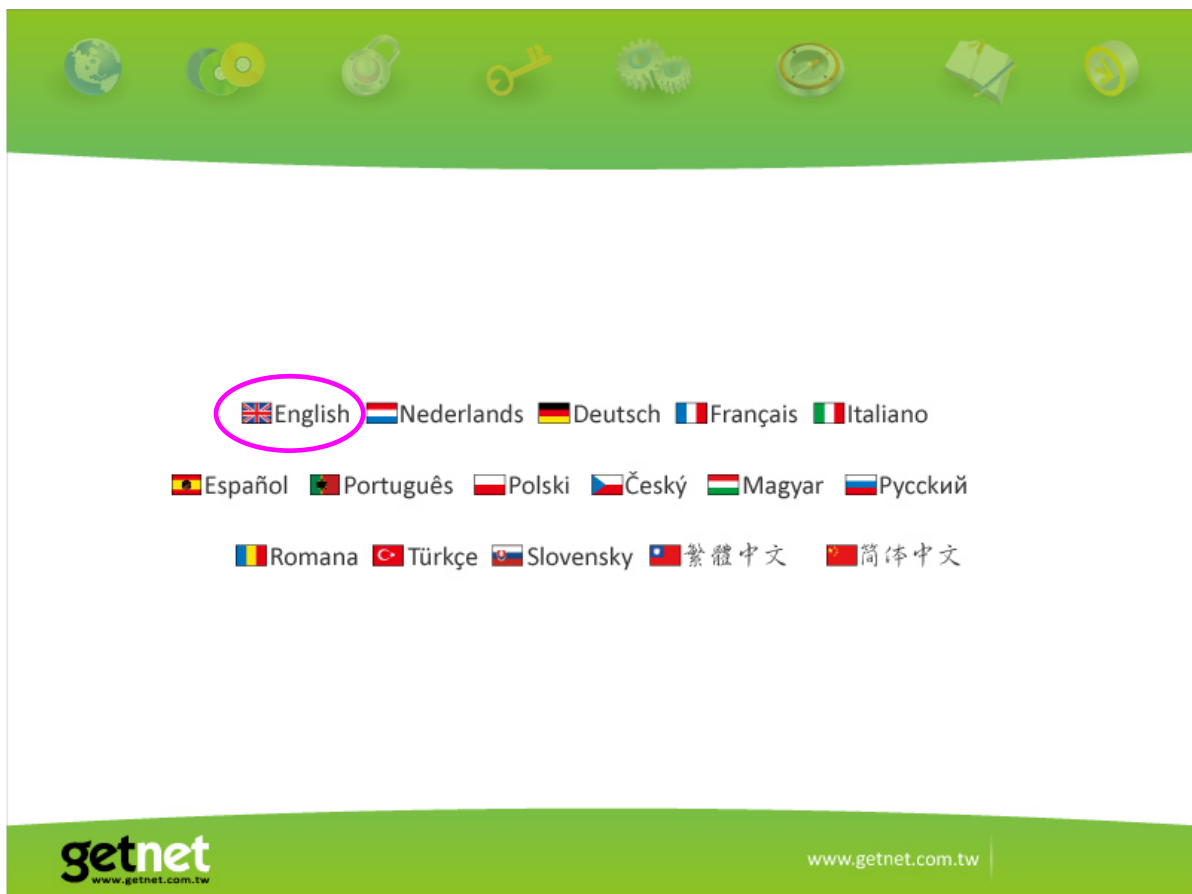 English Nederlands Deutsch Français Italiano
Español Português Polski Český Magyar Русский
Romana Türkçe Slovensky 繁體中文 简体中文
getnet
www.getnet.com.tw
www.getnet.com.tw